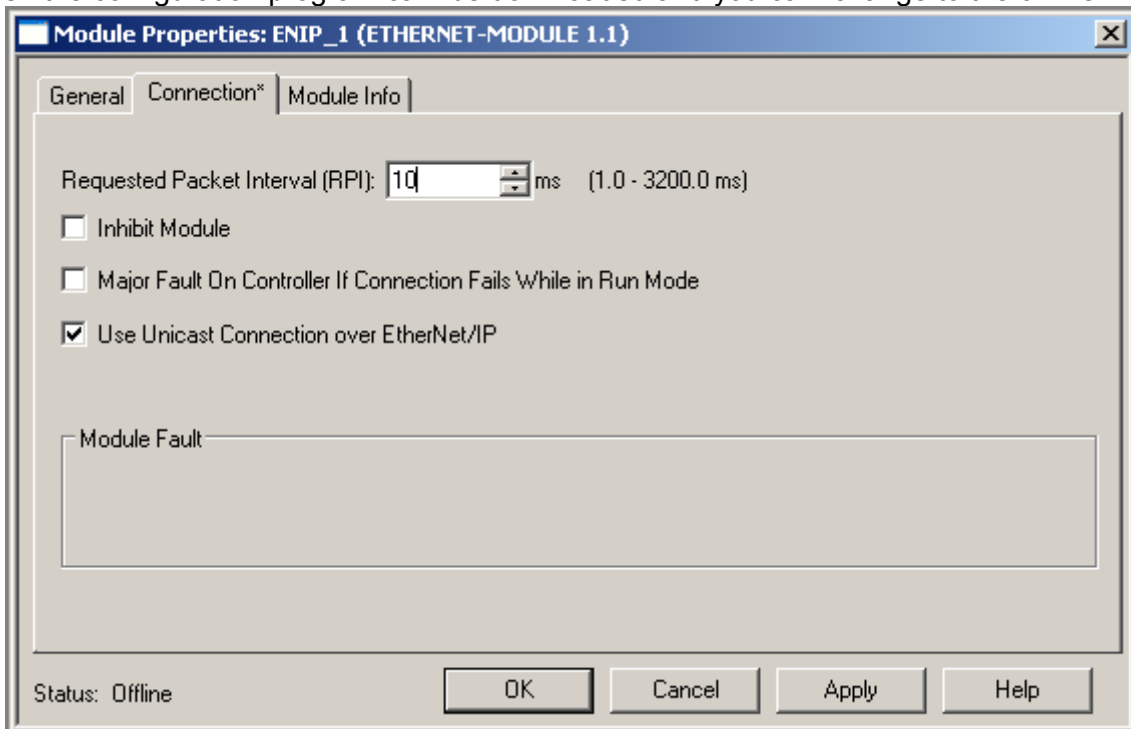 Module Properties: ENIP_1 (ETHERNET-MODULE 1.1)
General Connection* Module Info
Requested Packet Interval (RPI): 10 ms (1.0 - 3200.0 ms)
Inhibit Module
Major Fault On Controller If Connection Fails While in Run Mode
Use Unicast Connection over EtherNet/IP
Module Fault
Status: Offline OK Cancel Apply Help